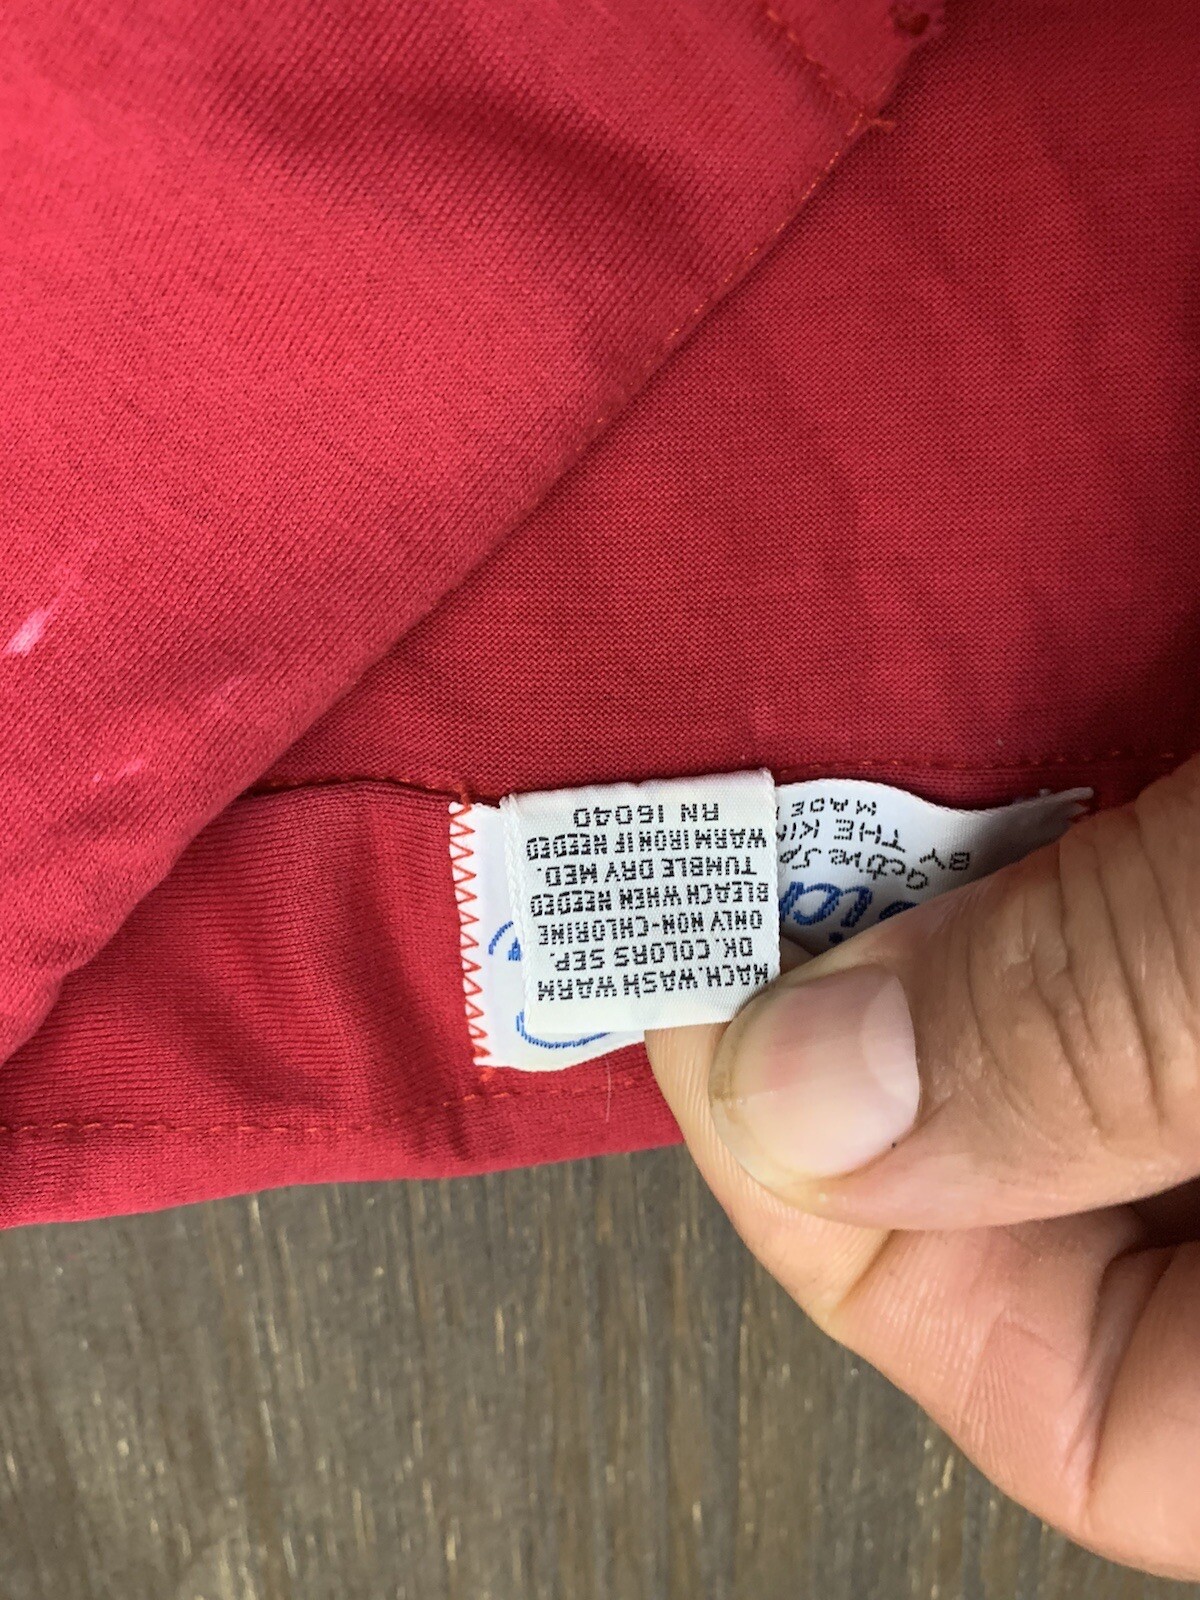 MACH. WASH WARM
DK. COLORS SEP.
ONLY NON-CHLORINE
BLEACH WHEN NEEDED
TUMBLE DRY MED.
WARM IRON IF NEEDED
RN 16040
BY THE
MADE